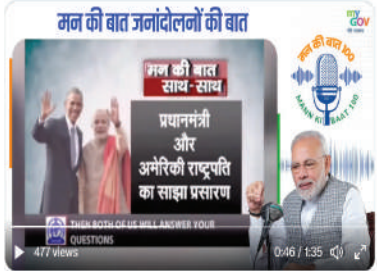 मन की बात जनांदोलनों की बात
my
GOV
मेरी सरकार
मन की बात 100
MANN KI BAAT 100
मन की बात
साथ-साथ
प्रधानमंत्री
और
अमेरिकी राष्ट्रपति
का साझा प्रसारण
THEN BOTH OF US WILL ANSWER YOUR
QUESTIONS
477 views
0:46 / 1:35